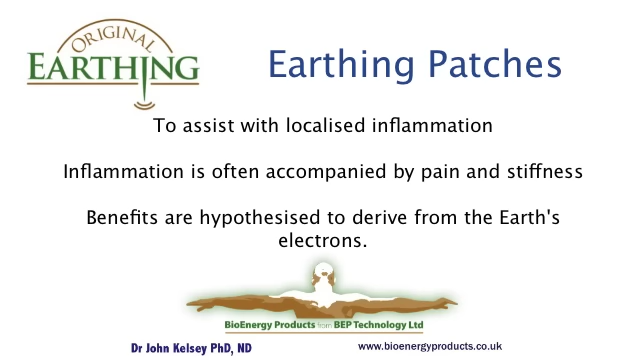 ORIGINAL
EARTHING
Earthing Patches
To assist with localised inflammation
Inflammation is often accompanied by pain and stiffness
Benefits are hypothesised to derive from the Earth's
electrons.
BioEnergy Products from BEP Technology Ltd
Dr John Kelsey PhD, ND
www.bioenergyproducts.co.uk